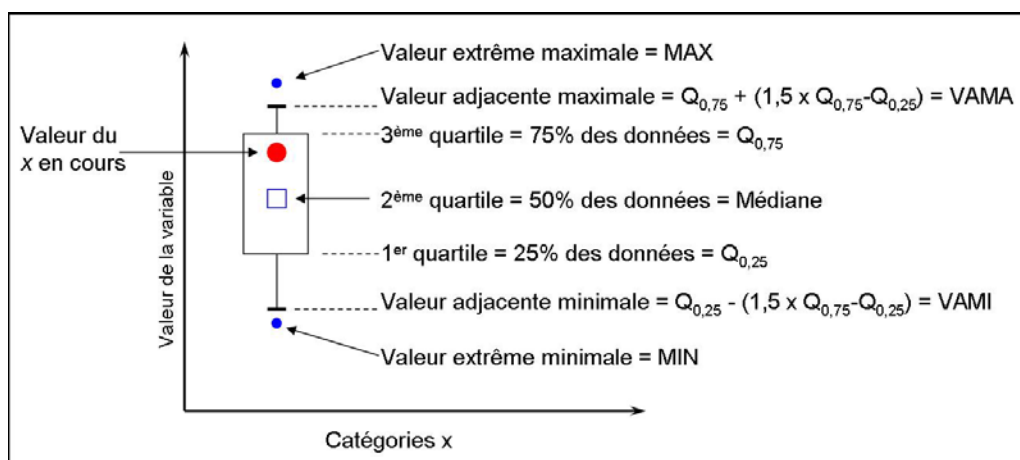 Valeur extrême maximale = MAX
Valeur adjacente maximale = Q0,75 + (1,5 x Q0,75-Q0,25) = VAMA
3ème quartile = 75% des données = Q0,75
Valeur du
x en cours
2ème quartile = 50% des données = Médiane
Valeur de la variable
1er quartile = 25% des données = Q0,25
Valeur adjacente minimale = Q0,25 - (1,5 x Q0,75-Q0,25) = VAMI
Valeur extrême minimale = MIN
Catégories x